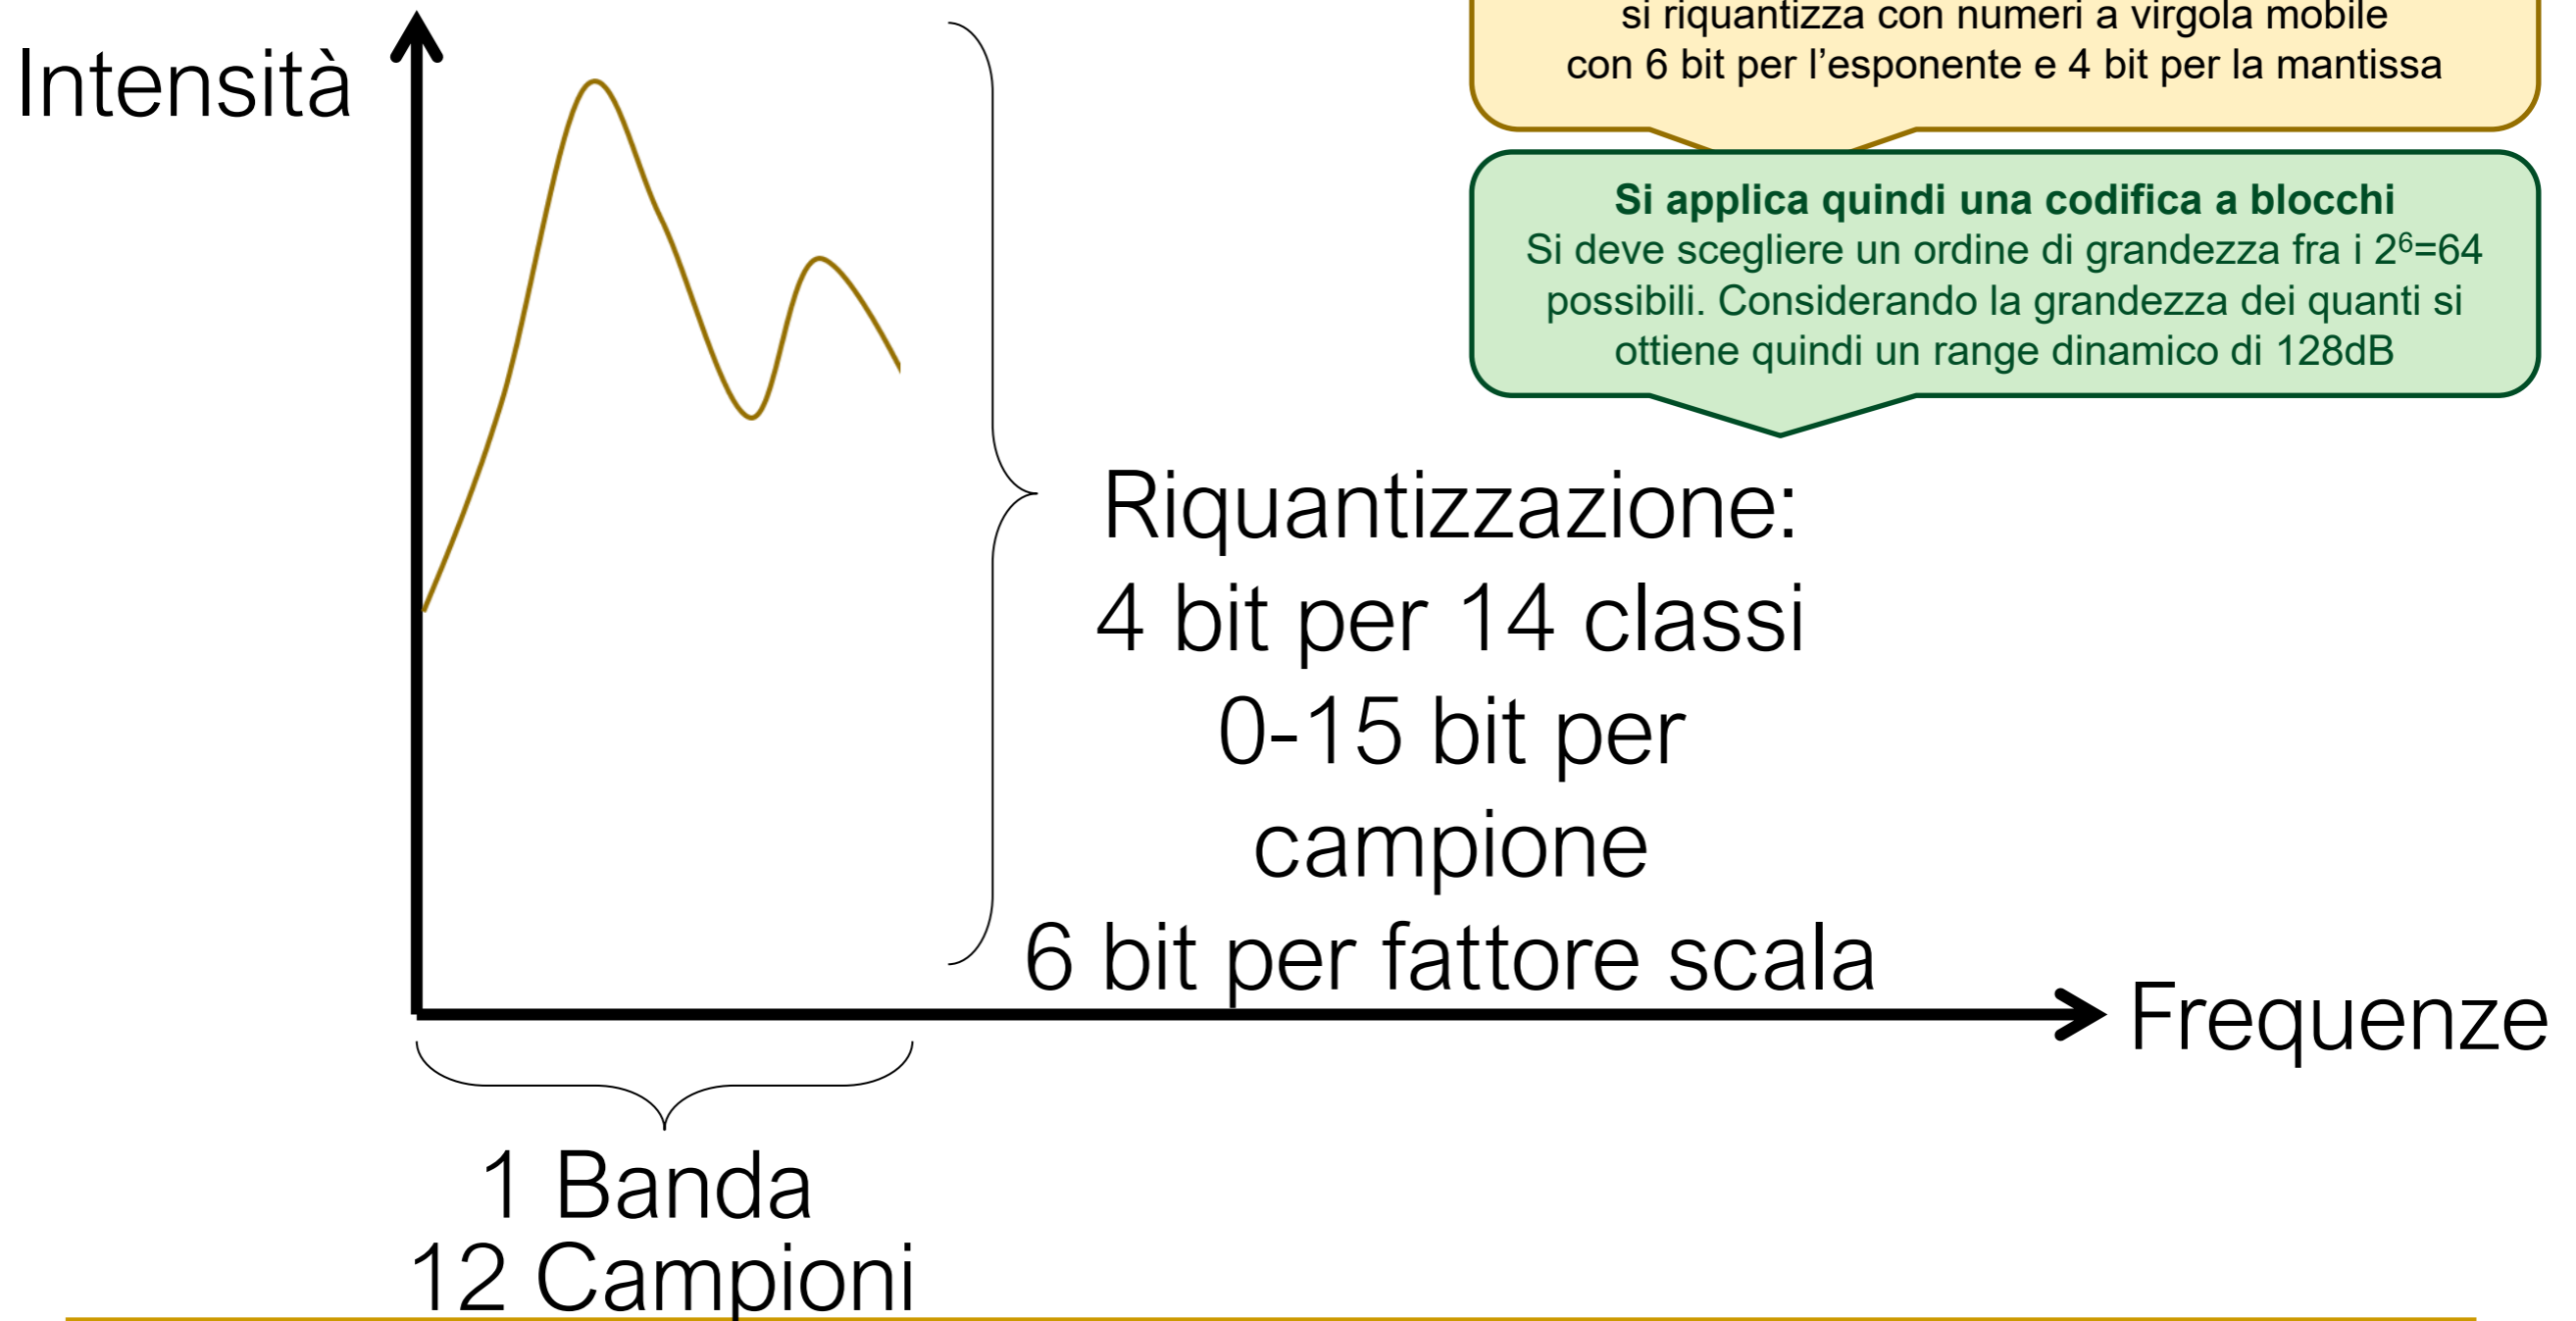 Intensità
si riquantizza con numeri a virgola mobile
con 6 bit per l’esponente e 4 bit per la mantissa
Si applica quindi una codifica a blocchi
Si deve scegliere un ordine di grandezza fra i 2⁶=64
possibili. Considerando la grandezza dei quanti si
ottiene quindi un range dinamico di 128dB
Riquantizzazione:
4 bit per 14 classi
0-15 bit per
campione
6 bit per fattore scala
Frequenze
1 Banda
12 Campioni